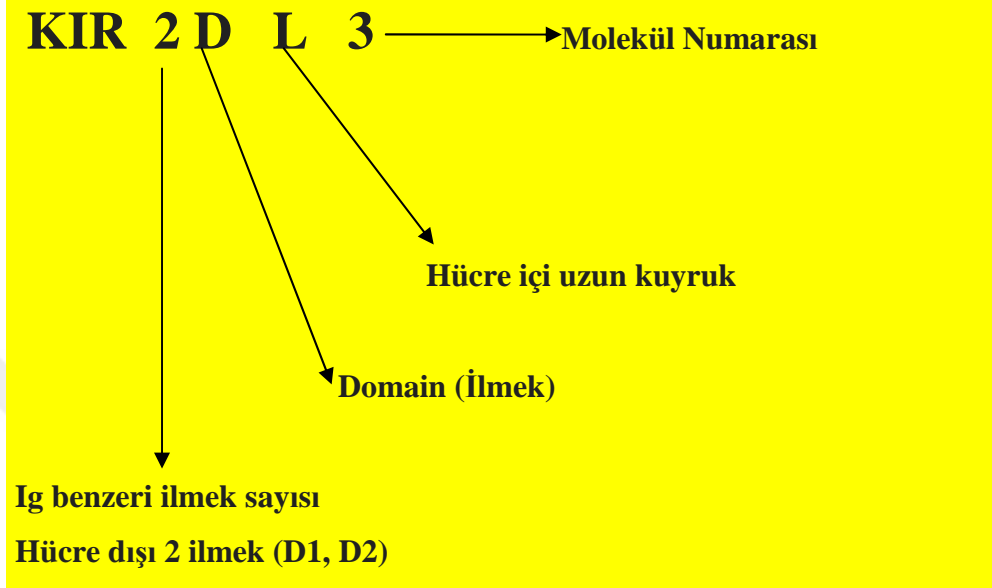 KIR 2 D L 3
Molekül Numarası
Hücre içi uzun kuyruk
Domain (İlmek)
Ig benzeri ilmek sayısı
Hücre dışı 2 ilmek (D1, D2)